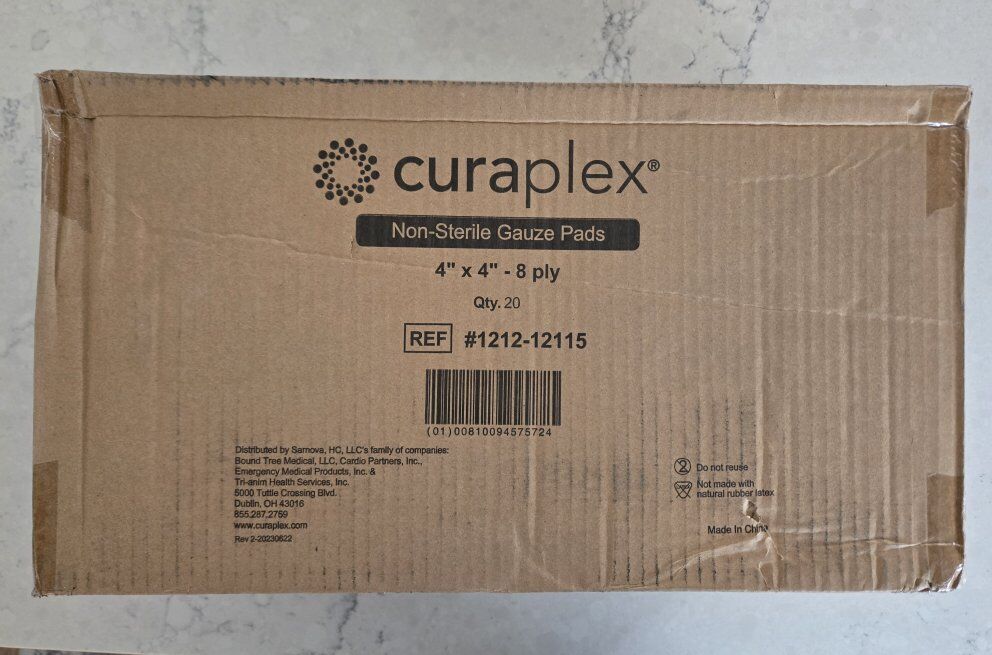 curaplex®
Non-Sterile Gauze Pads
4" x 4" - 8 ply
Qty. 20
REF #1212-12115
(01)00810094575724
Distributed by Sarnova, HC, LLC's family of companies:
Bound Tree Medical, LLC, Cardio Partners, Inc.,
Emergency Medical Products, Inc. &
Tri-anim Health Services, Inc.
5000 Tuttle Crossing Blvd.
Dublin, OH 43016
855.287.2759
www.curaplex.com
Rev 2-20230622
2 Do not reuse
LATEX Not made with
natural rubber latex
Made In China